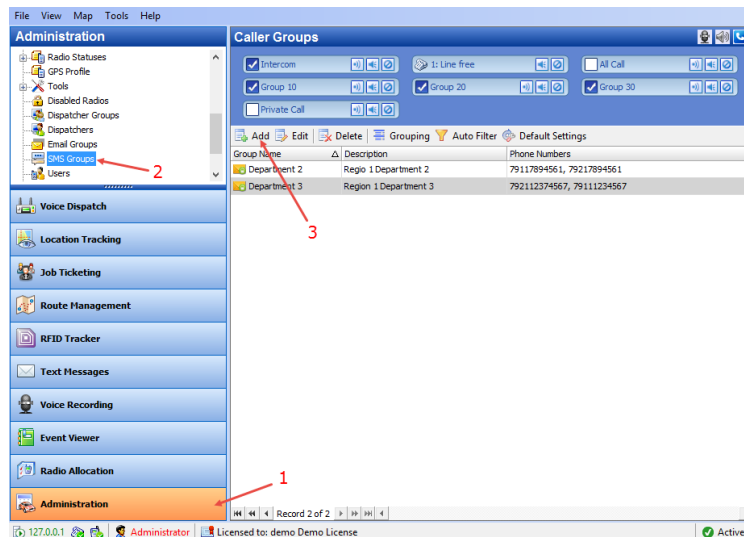 File View Map Tools Help
Administration
Radio Statuses
GPS Profile
Tools
Disabled Radios
Dispatcher Groups
Dispatchers
Email Groups
SMS Groups
Users
2
Voice Dispatch
Location Tracking
Job Ticketing
Route Management
RFID Tracker
Text Messages
Voice Recording
Event Viewer
Radio Allocation
Administration
1
Caller Groups
Intercom 1: Line free All Call
Group 10 Group 20 Group 30
Private Call
Add Edit Delete Grouping Auto Filter Default Settings
Group Name Description Phone Numbers
Department 2 Regio 1 Department 2 79117894561, 79217894561
Department 3 Region 1 Department 3 792112374567, 79111234567
3
Record 2 of 2
127.0.0.1 Administrator Licensed to: demo Demo License Active